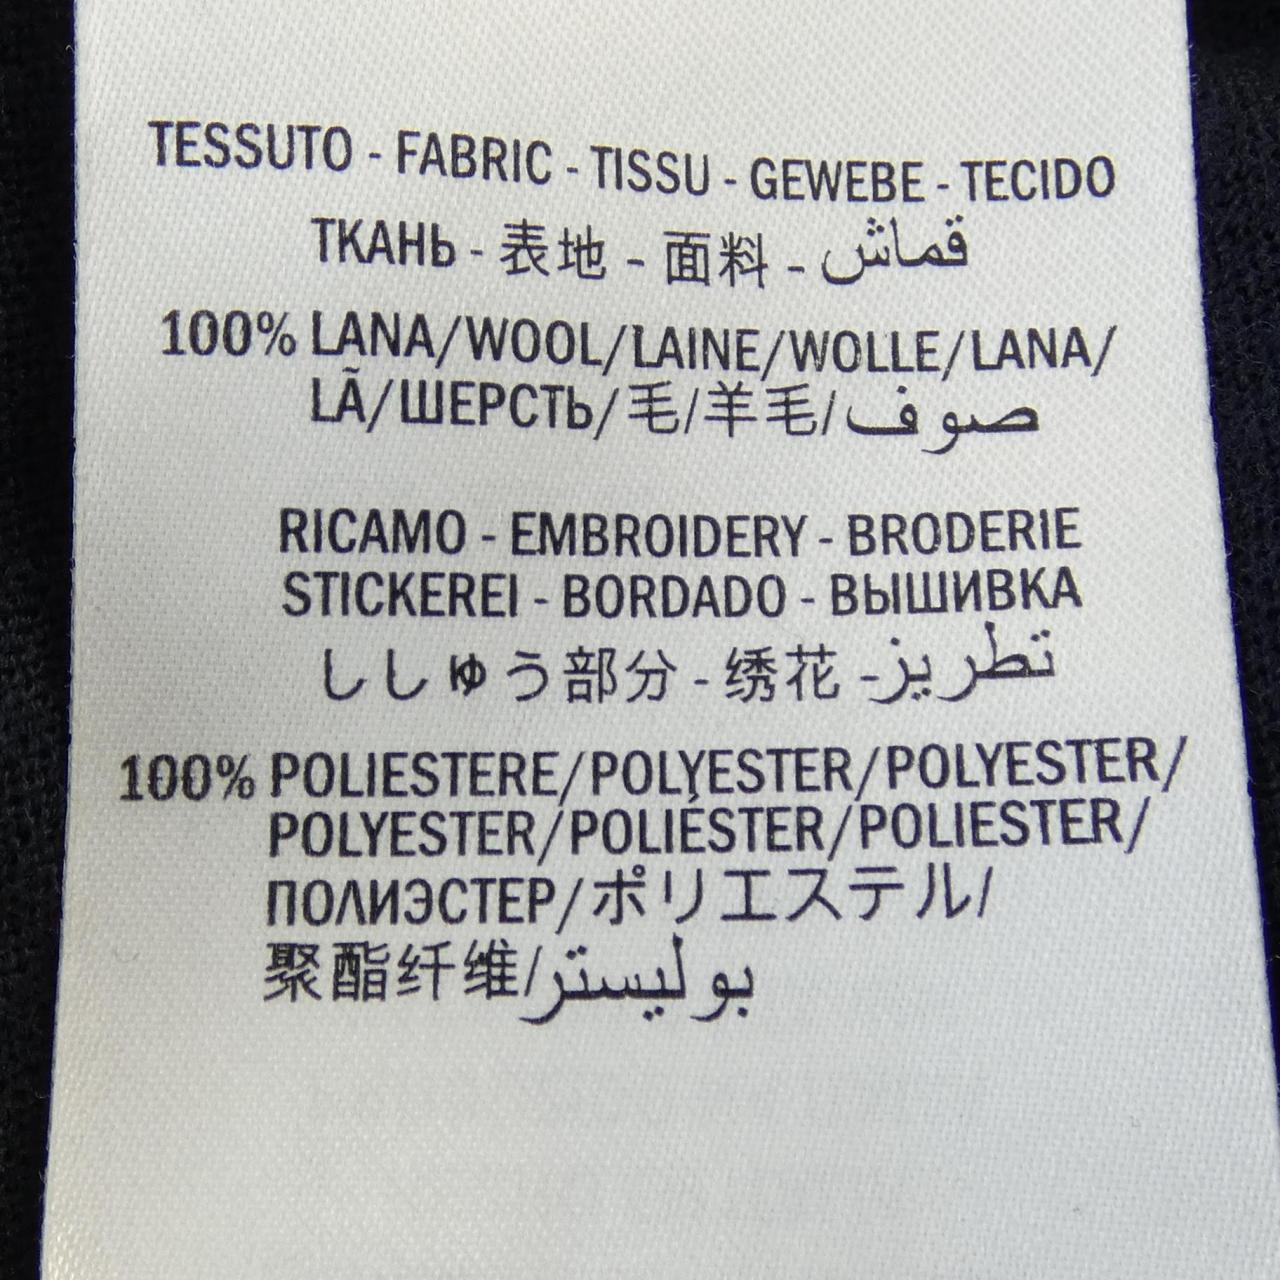 TESSUTO - FABRIC - TISSU - GEWEBE - TECIDO
ТКАНЬ - 表地 - 面料 - قماش
100% LANA/WOOL/LAINE/WOLLE/LANA/
LÃ/ШЕРСТЬ/毛/羊毛/صوف
RICAMO - EMBROIDERY - BRODERIE
STICKEREI - BORDADO - ВЫШИВКА
ししゅう部分 - 绣花 - تطريز
100% POLIESTERE/POLYESTER/POLYESTER/
POLYESTER/POLIÉSTER/POLIESTER/
ПОЛИЭСТЕР/ポリエステル/
聚酯纤维/بوليستر